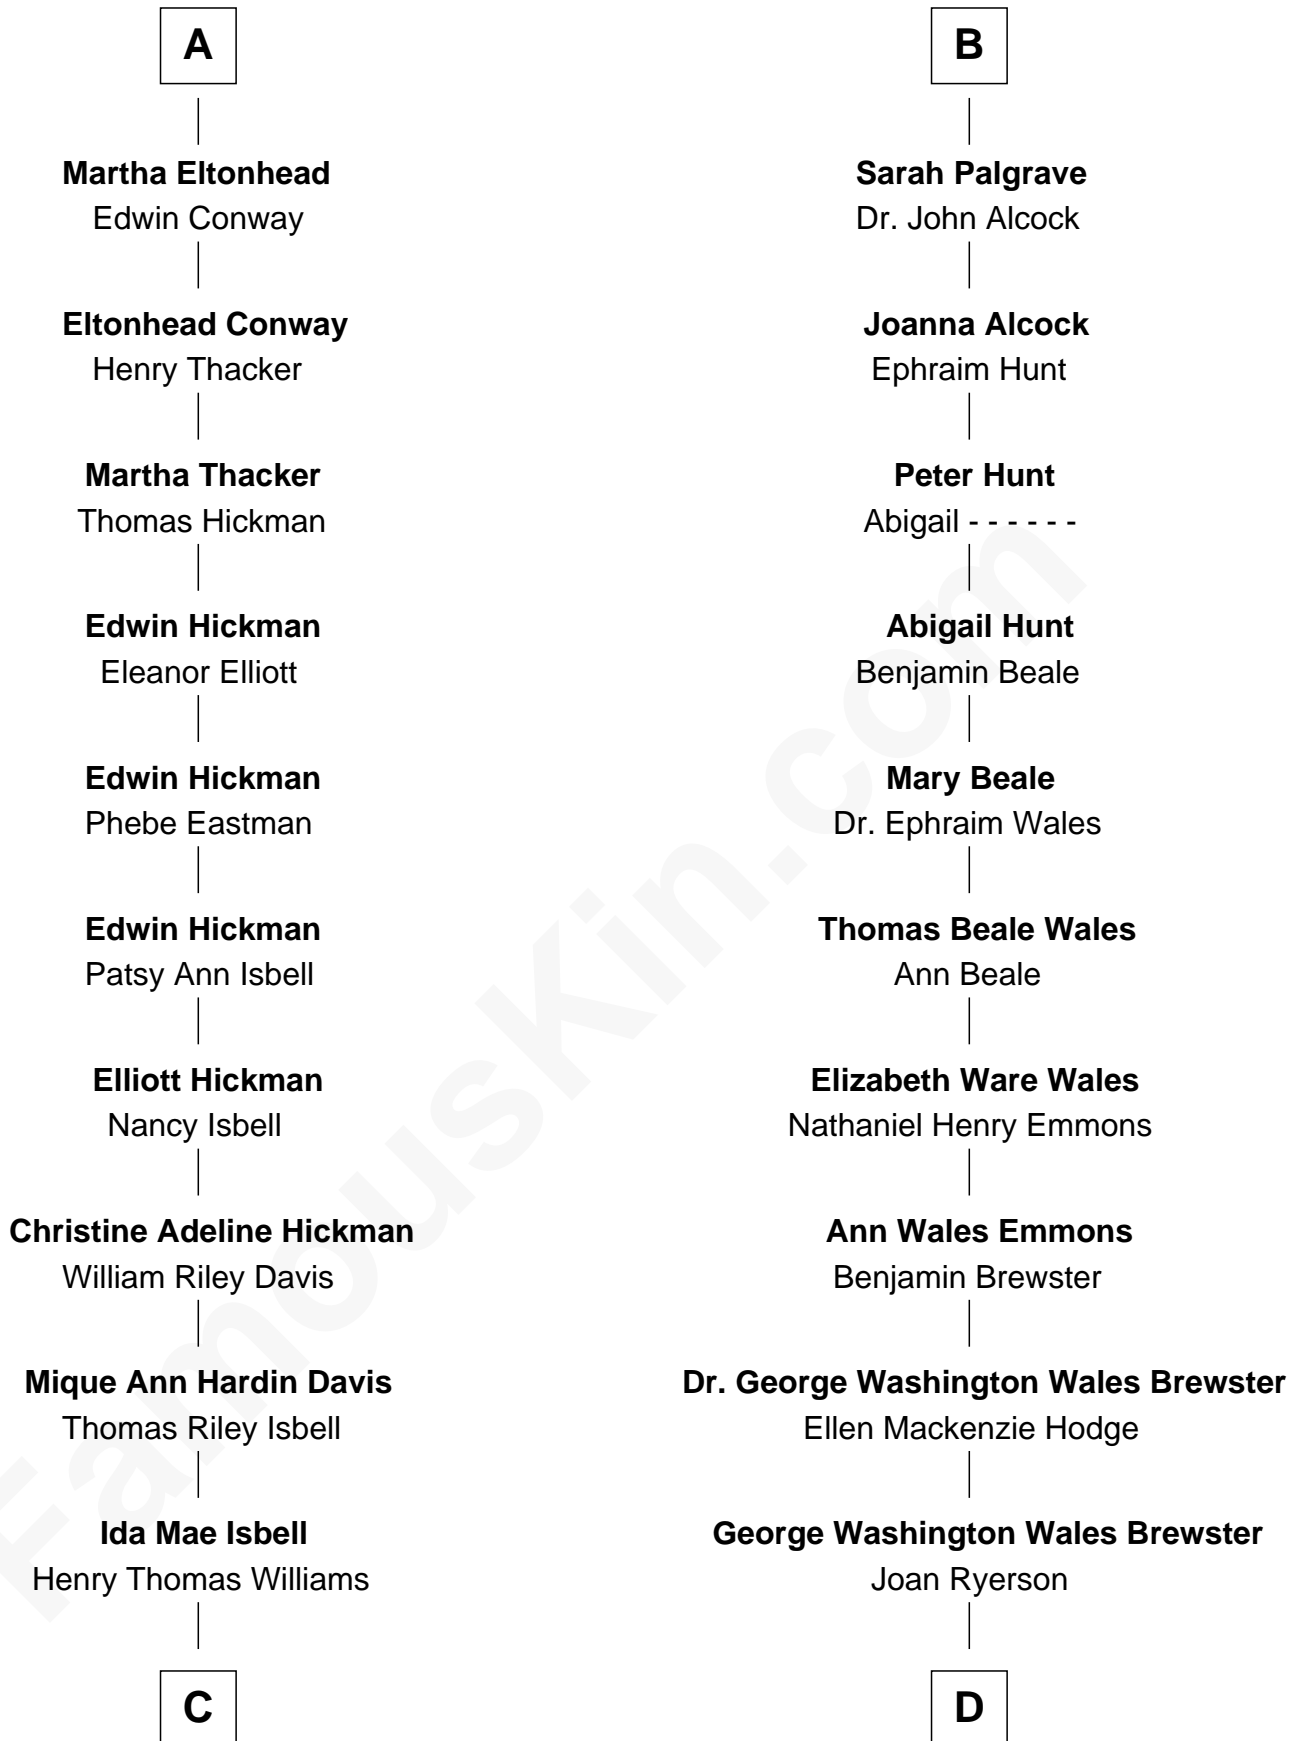 A
Martha Eltonhead
Edwin Conway
Eltonhead Conway
Henry Thacker
Martha Thacker
Thomas Hickman
Edwin Hickman
Eleanor Elliott
Edwin Hickman
Phebe Eastman
Edwin Hickman
Patsy Ann Isbell
Elliott Hickman
Nancy Isbell
Christine Adeline Hickman
William Riley Davis
Mique Ann Hardin Davis
Thomas Riley Isbell
Ida Mae Isbell
Henry Thomas Williams
C
B
Sarah Palgrave
Dr. John Alcock
Joanna Alcock
Ephraim Hunt
Peter Hunt
Abigail - - - - - -
Abigail Hunt
Benjamin Beale
Mary Beale
Dr. Ephraim Wales
Thomas Beale Wales
Ann Beale
Elizabeth Ware Wales
Nathaniel Henry Emmons
Ann Wales Emmons
Benjamin Brewster
Dr. George Washington Wales Brewster
Ellen Mackenzie Hodge
George Washington Wales Brewster
Joan Ryerson
D
FamousKin.com